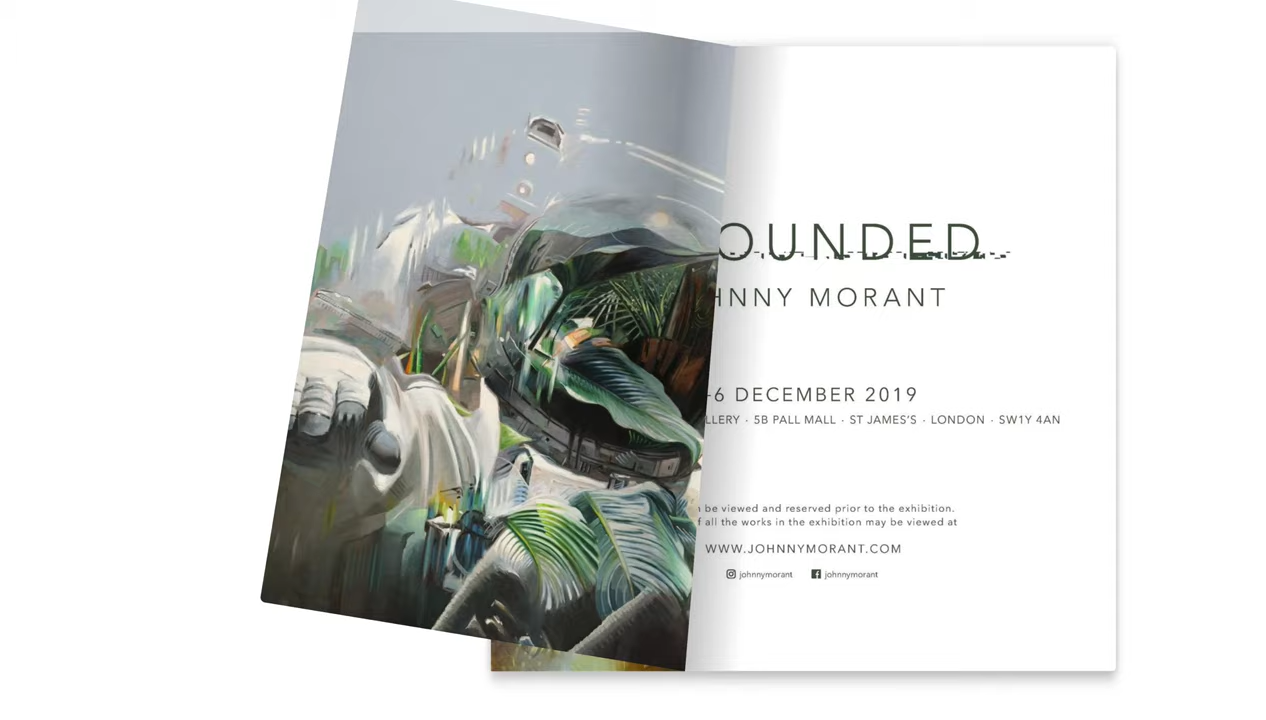 OUNDED
HNNY MORANT
-6 DECEMBER 2019
LLERY · 5B PALL MALL · ST JAMES'S · LONDON · SW1Y 4AN
be viewed and reserved prior to the exhibition.
f all the works in the exhibition may be viewed at
WWW.JOHNNYMORANT.COM
johnnymorant johnnymorant